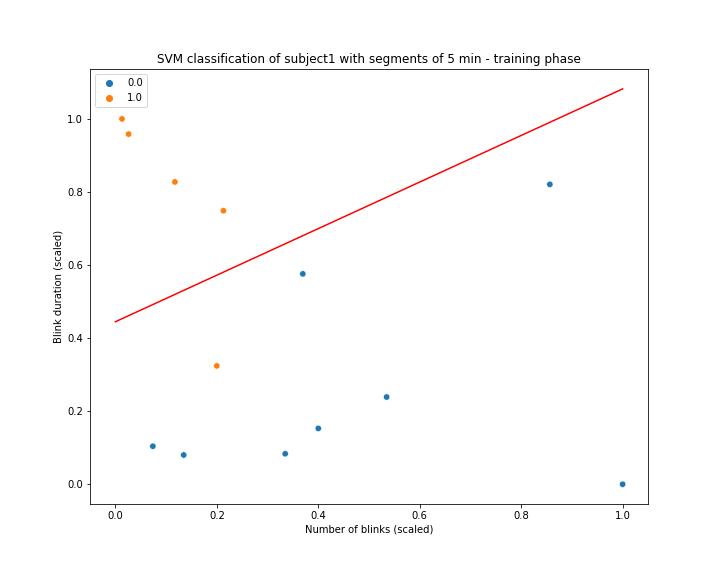 SVM classification of subject1 with segments of 5 min - training phase
0.0
1.0
1.0
0.8
0.6
0.4
0.2
0.0
Blink duration (scaled)
0.0 0.2 0.4 0.6 0.8 1.0
Number of blinks (scaled)